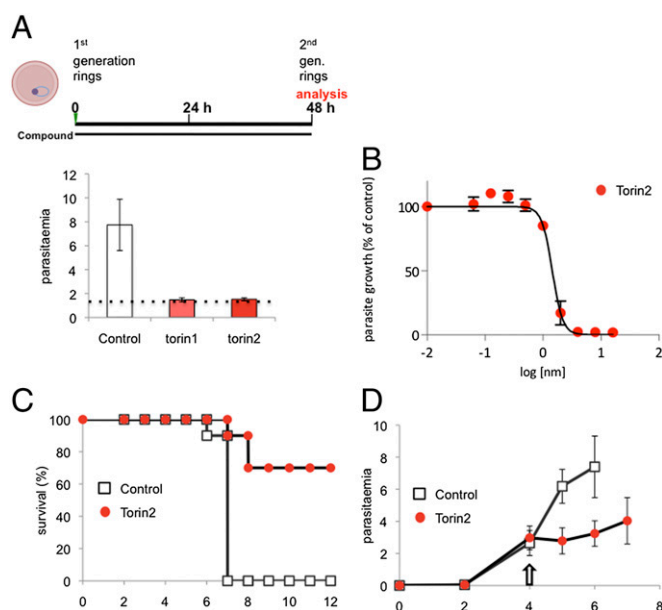 A
1st
generation
rings
2nd
gen.
rings
analysis
0
24 h
48 h
Compound
12
10
8
6
4
2
0
parasitaemia
Control
torin1
torin2
B
Torin2
100
50
0
parasite growth (% of control)
-2
-1
0
1
2
log [nm]
C
100
80
60
40
20
0
survival (%)
Control
Torin2
0
2
4
6
8
10
12
D
10
8
6
4
2
0
parasitaemia
Control
Torin2
0
2
4
6
8